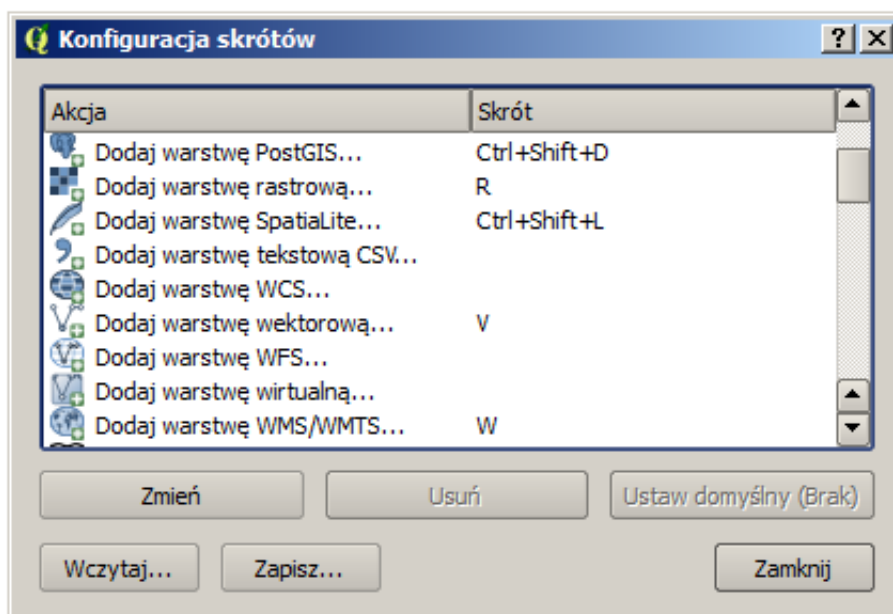 Konfiguracja skrótów
Akcja Skrót
Dodaj warstwę PostGIS... Ctrl+Shift+D
Dodaj warstwę rastrową... R
Dodaj warstwę SpatiaLite... Ctrl+Shift+L
Dodaj warstwę tekstową CSV...
Dodaj warstwę WCS...
Dodaj warstwę wektorową... V
Dodaj warstwę WFS...
Dodaj warstwę wirtualną...
Dodaj warstwę WMS/WMTS... W
Zmień Usuń Ustaw domyślny (Brak)
Wczytaj... Zapisz... Zamknij